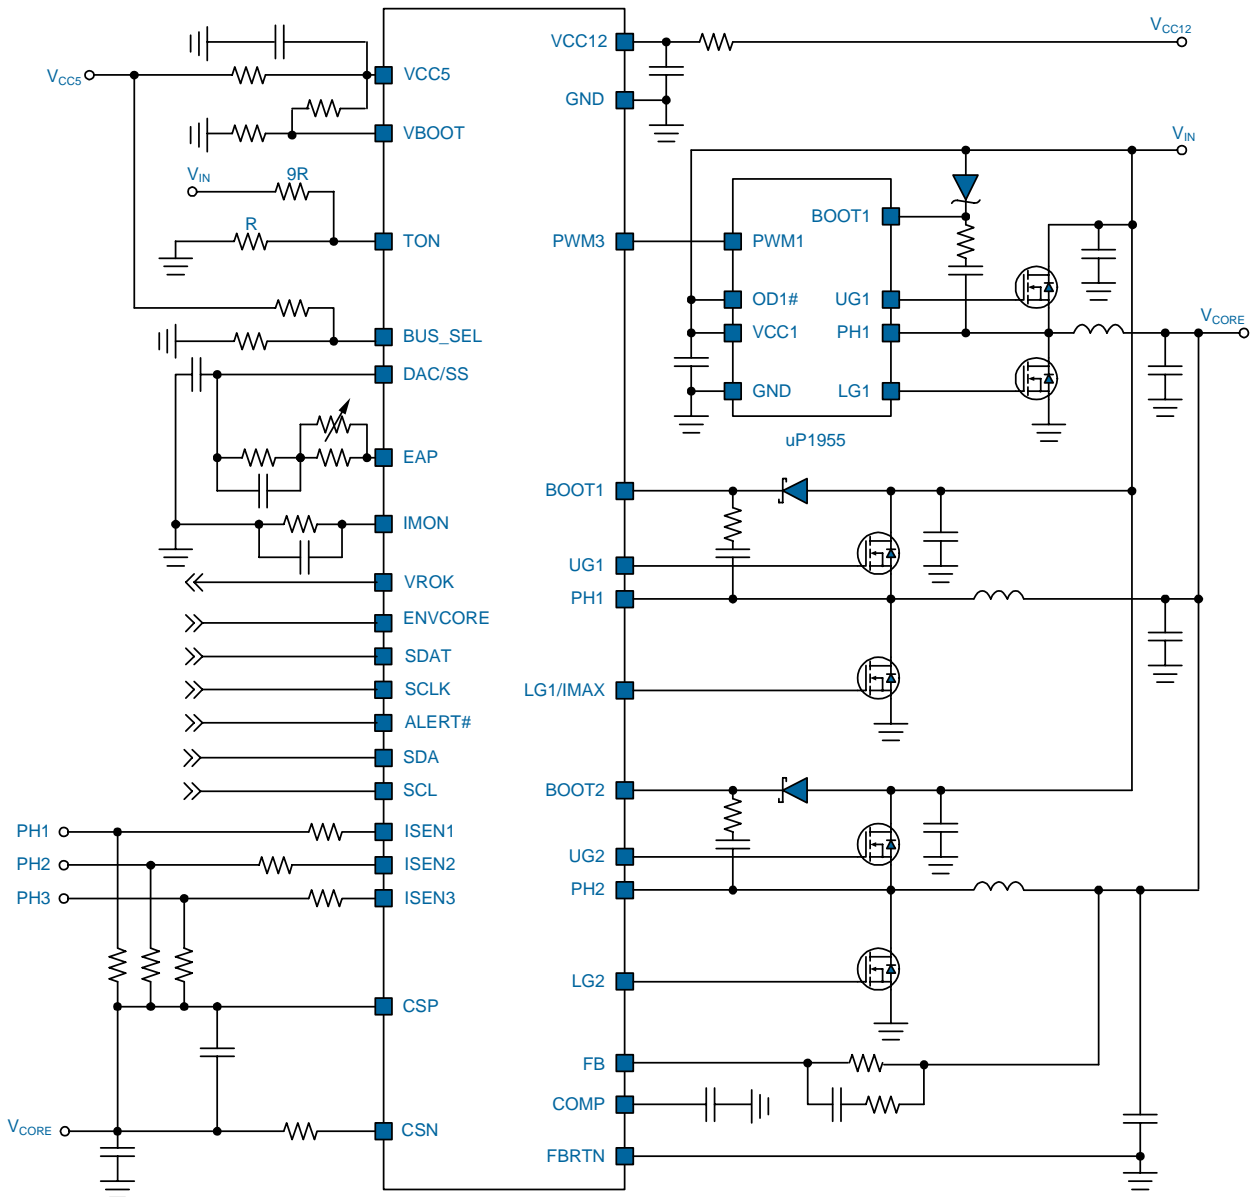 VCC5
VCC5
VBOOT
VIN
9R
R
TON
BUS_SEL
DAC/SS
EAP
IMON
VROK
ENVCORE
SDAT
SCLK
ALERT#
SDA
SCL
PH1
ISEN1
PH2
ISEN2
PH3
ISEN3
CSP
VCORE
CSN
VCC12
VCC12
GND
VIN
PWM3
BOOT1
PWM1
OD1#
UG1
VCC1
PH1
GND
LG1
VCORE
uP1955
BOOT1
UG1
PH1
LG1/IMAX
BOOT2
UG2
PH2
LG2
FB
COMP
FBRTN